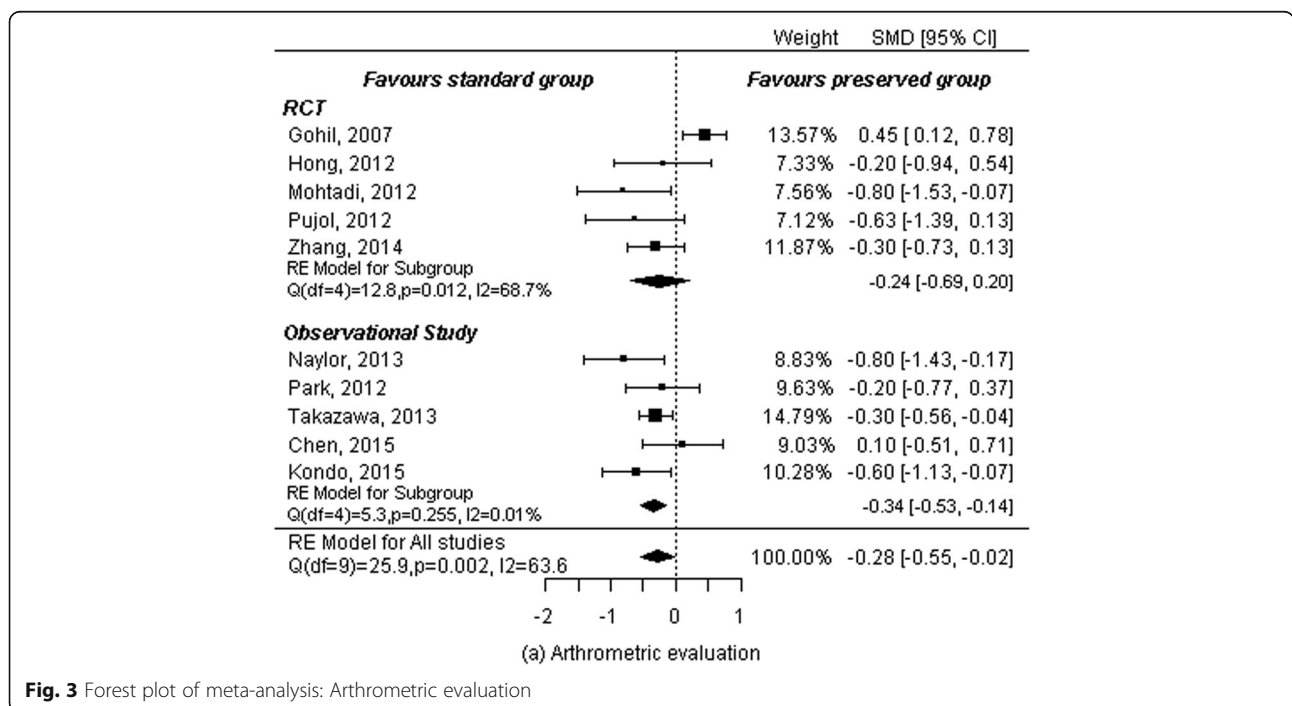 Weight SMD [95% CI]
Favours standard group Favours preserved group
RCT
Gohil, 2007 13.57% 0.45 [ 0.12, 0.78]
Hong, 2012 7.33% -0.20 [-0.94, 0.54]
Mohtadi, 2012 7.56% -0.80 [-1.53, -0.07]
Pujol, 2012 7.12% -0.63 [-1.39, 0.13]
Zhang, 2014 11.87% -0.30 [-0.73, 0.13]
RE Model for Subgroup
Q(df=4)=12.8,p=0.012, I2=68.7% -0.24 [-0.69, 0.20]
Observational Study
Naylor, 2013 8.83% -0.80 [-1.43, -0.17]
Park, 2012 9.63% -0.20 [-0.77, 0.37]
Takazawa, 2013 14.79% -0.30 [-0.56, -0.04]
Chen, 2015 9.03% 0.10 [-0.51, 0.71]
Kondo, 2015 10.28% -0.60 [-1.13, -0.07]
RE Model for Subgroup
Q(df=4)=5.3,p=0.255, I2=0.01% -0.34 [-0.53, -0.14]
RE Model for All studies
Q(df=9)=25.9,p=0.002, I2=63.6 100.00% -0.28 [-0.55, -0.02]
-2 -1 0 1
(a) Arthrometric evaluation
Fig. 3 Forest plot of meta-analysis: Arthrometric evaluation